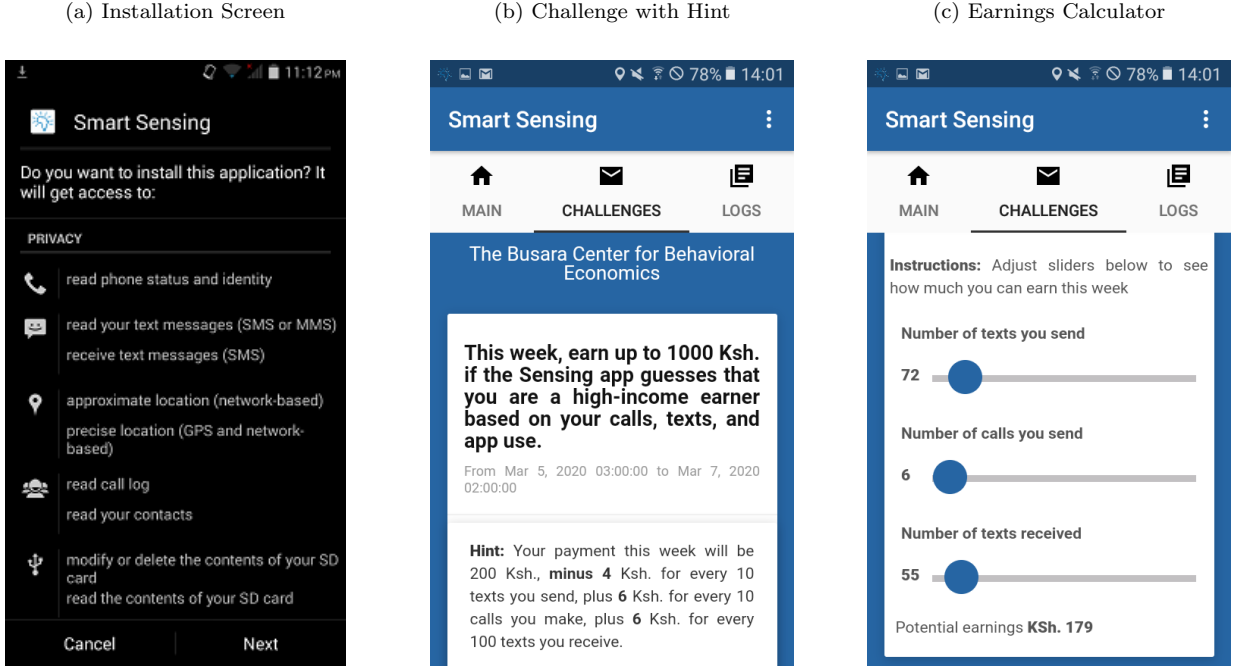 (a) Installation Screen
11:12 PM
Smart Sensing
Do you want to install this application? It
will get access to:
PRIVACY
read phone status and identity
read your text messages (SMS or MMS)
receive text messages (SMS)
approximate location (network-based)
precise location (GPS and network-
based)
read call log
read your contacts
modify or delete the contents of your SD
card
read the contents of your SD card
Cancel
Next
(b) Challenge with Hint
78% 14:01
Smart Sensing
MAIN
CHALLENGES
LOGS
The Busara Center for Behavioral
Economics
This week, earn up to 1000 Ksh.
if the Sensing app guesses that
you are a high-income earner
based on your calls, texts, and
app use.
From Mar 5, 2020 03:00:00 to Mar 7, 2020
02:00:00
Hint: Your payment this week will be
200 Ksh., minus 4 Ksh. for every 10
texts you send, plus 6 Ksh. for every 10
calls you make, plus 6 Ksh. for every
100 texts you receive.
(c) Earnings Calculator
78% 14:01
Smart Sensing
MAIN
CHALLENGES
LOGS
Instructions: Adjust sliders below to see
how much you can earn this week
Number of texts you send
72
Number of calls you send
6
Number of texts received
55
Potential earnings KSh. 179